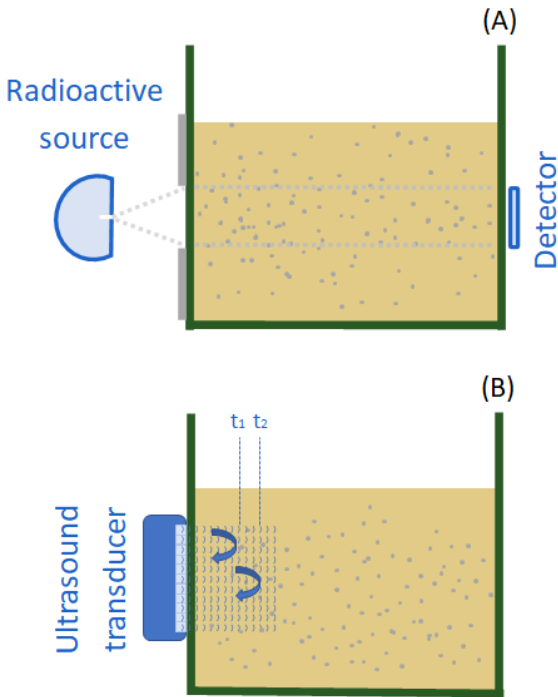 (A)
Radioactive
source
Detector
(B)
t₁ t₂
Ultrasound
transducer